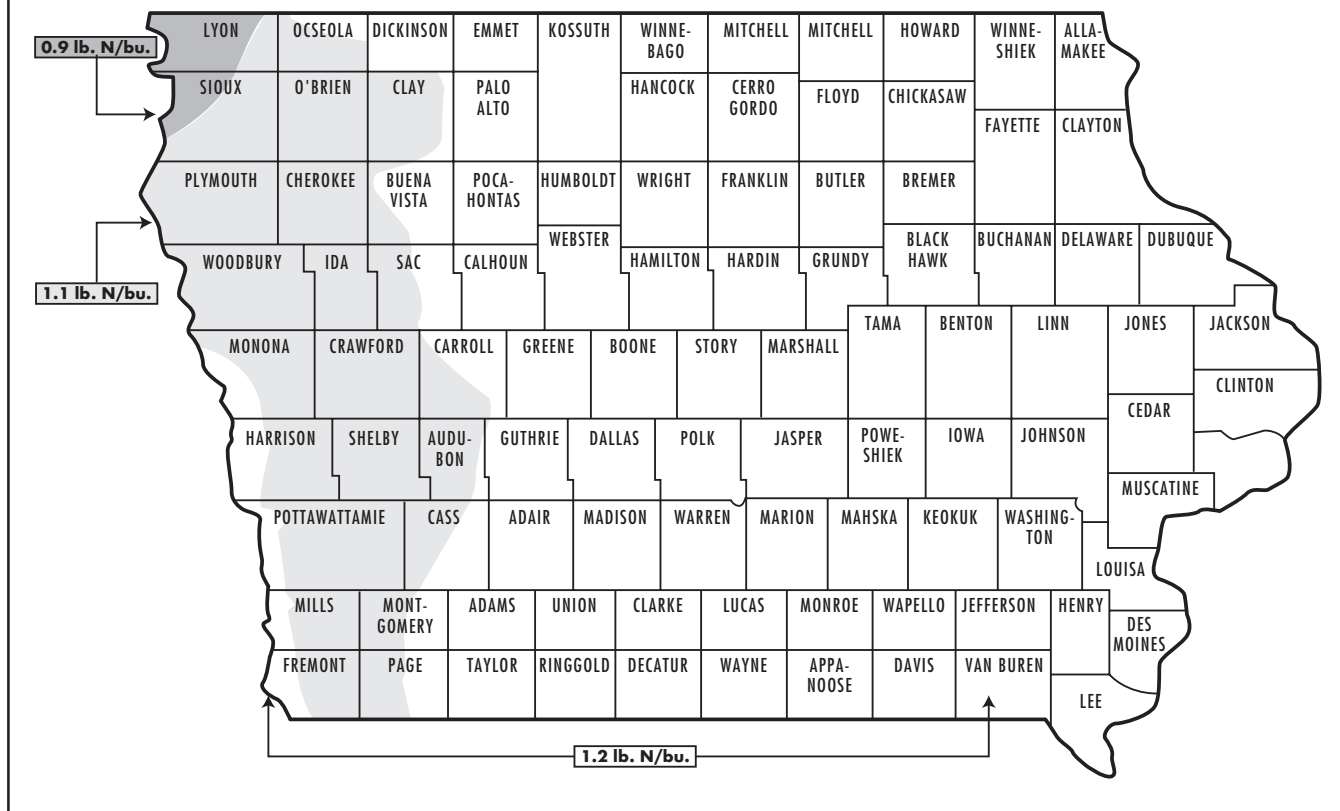 LYON
OCSEOLA
DICKINSON
EMMET
KOSSUTH
WINNE-
BAGO
MITCHELL
MITCHELL
HOWARD
WINNE-
SHIEK
ALLA-
MAKEE
0.9 lb. N/bu.
SIOUX
O'BRIEN
CLAY
PALO
ALTO
HANCOCK
CERRO
GORDO
FLOYD
CHICKASAW
FAYETTE
CLAYTON
PLYMOUTH
CHEROKEE
BUENA
VISTA
POCA-
HONTAS
HUMBOLDT
WRIGHT
FRANKLIN
BUTLER
BREMER
WEBSTER
BLACK
HAWK
BUCHANAN
DELAWARE
DUBUQUE
1.1 lb. N/bu.
WOODBURY
IDA
SAC
CALHOUN
HAMILTON
HARDIN
GRUNDY
TAMA
BENTON
LINN
JONES
JACKSON
MONONA
CRAWFORD
CARROLL
GREENE
BOONE
STORY
MARSHALL
CLINTON
CEDAR
HARRISON
SHELBY
AUDU-
BON
GUTHRIE
DALLAS
POLK
JASPER
POWE-
SHIEK
IOWA
JOHNSON
MUSCATINE
POTTAWATTAMIE
CASS
ADAIR
MADISON
WARREN
MARION
MAHSKA
KEOKUK
WASHING-
TON
LOUISA
MILLS
MONT-
GOMERY
ADAMS
UNION
CLARKE
LUCAS
MONROE
WAPELLO
JEFFERSON
HENRY
DES
MOINES
FREMONT
PAGE
TAYLOR
RINGGOLD
DECATUR
WAYNE
APPA-
NOOSE
DAVIS
VAN BUREN
LEE
1.2 lb. N/bu.